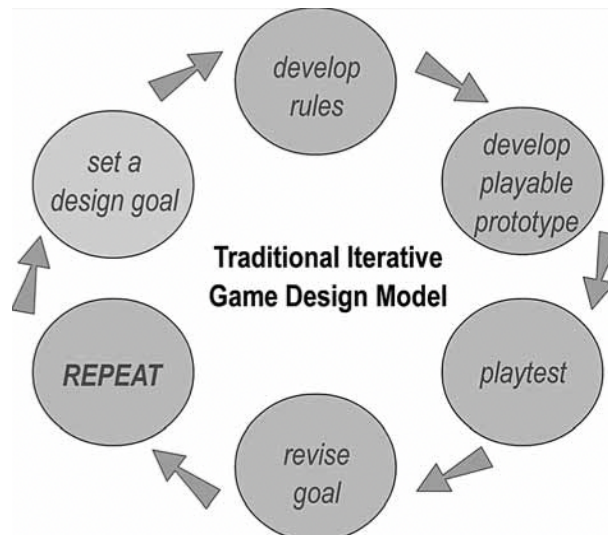 develop
rules
develop
playable
prototype
playtest
revise
goal
REPEAT
set a
design goal
Traditional Iterative
Game Design Model